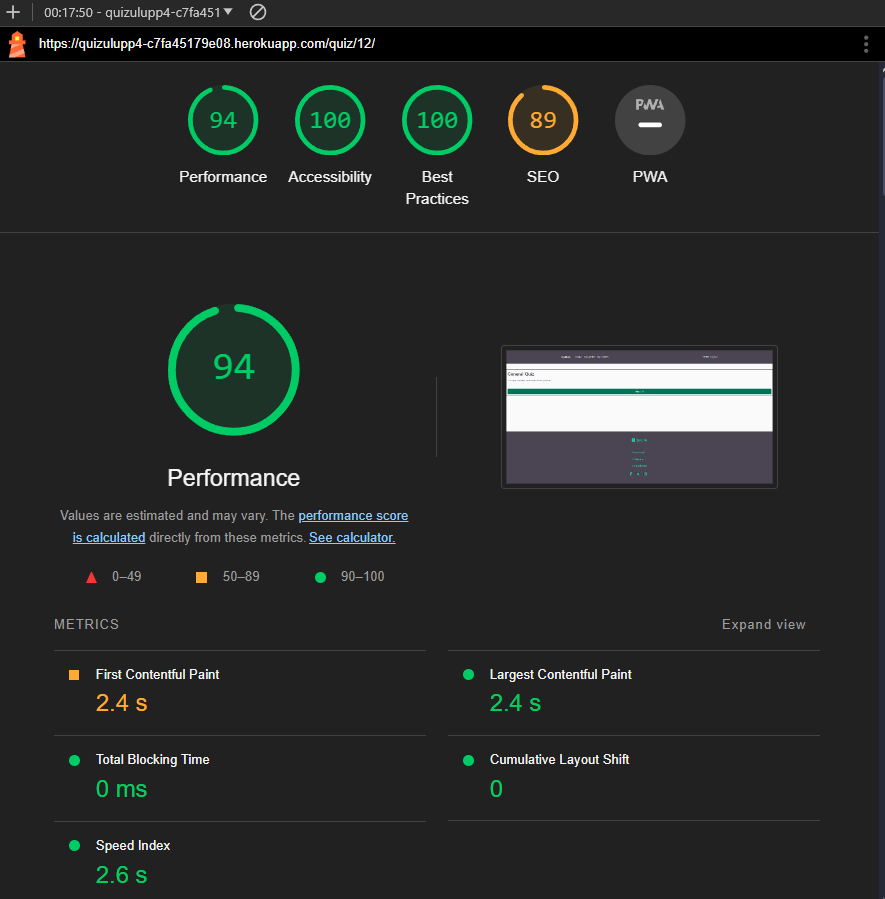 00:17:50 - quizulupp4-c7fa451
https://quizulupp4-c7fa45179e08.herokuapp.com/quiz/12/
94
100
100
89
PWA
Performance
Accessibility
Best
Practices
SEO
PWA
94
General Quiz
Performance
Values are estimated and may vary. The performance score
is calculated directly from these metrics. See calculator.
0–49
50–89
90–100
METRICS
Expand view
First Contentful Paint
2.4 s
Largest Contentful Paint
2.4 s
Total Blocking Time
0 ms
Cumulative Layout Shift
0
Speed Index
2.6 s